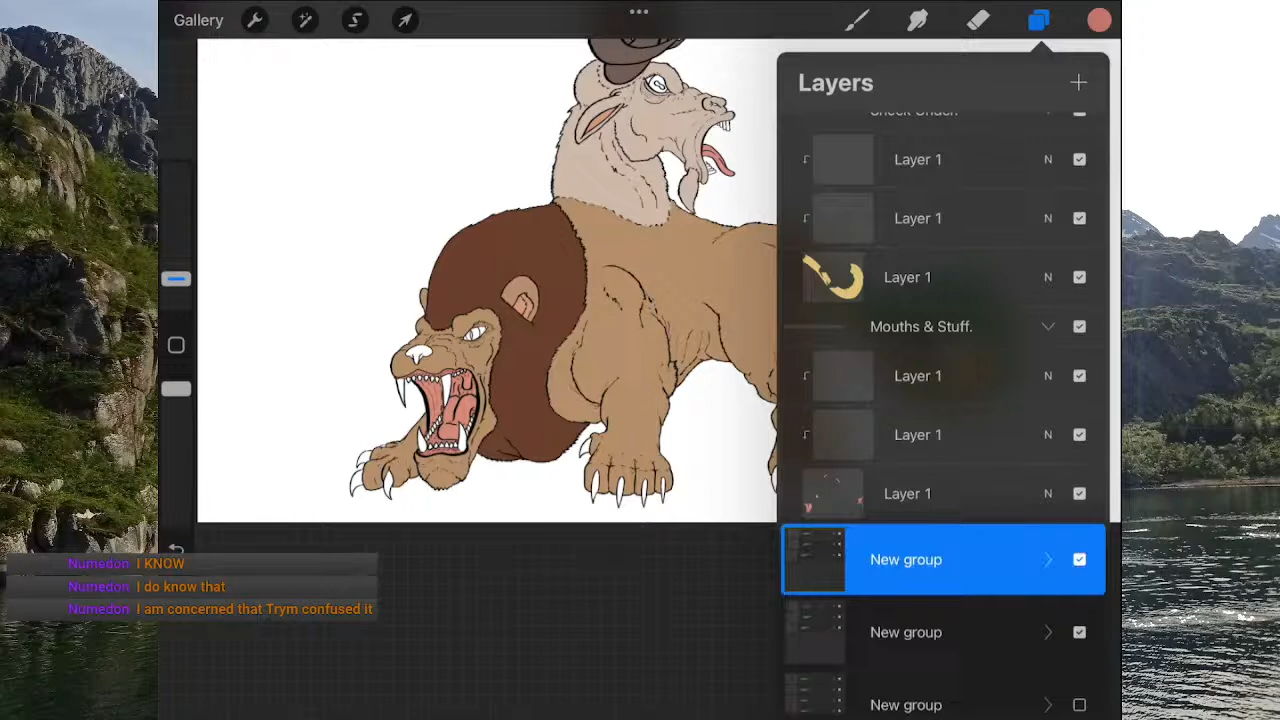 Gallery
Layers
Layer 1 N
Layer 1 N
Layer 1 N
Mouths & Stuff.
Layer 1 N
Layer 1 N
Layer 1 N
New group
New group
New group
Numedon I KNOW
Numedon I do know that
Numedon I am concerned that Trym confused it